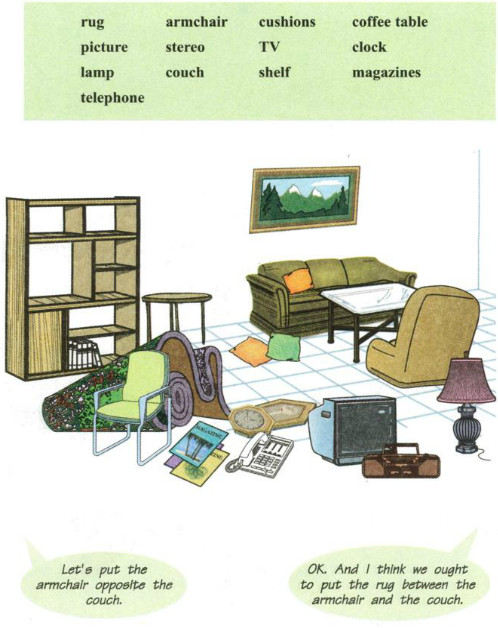 rug armchair cushions coffee table
picture stereo TV clock
lamp couch shelf magazines
telephone
MAGAZINE
Let's put the
armchair opposite the
couch.
OK. And I think we ought
to put the rug between the
armchair and the couch.